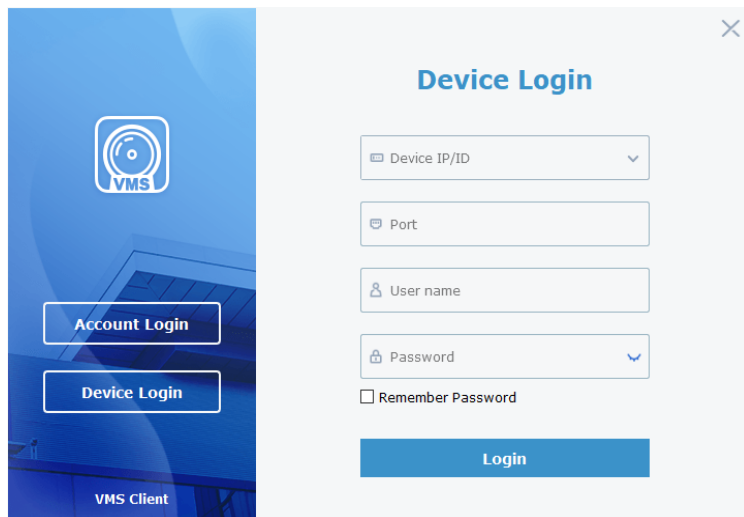 VMS
Account Login
Device Login
VMS Client
Device Login
Device IP/ID
Port
User name
Password
Remember Password
Login